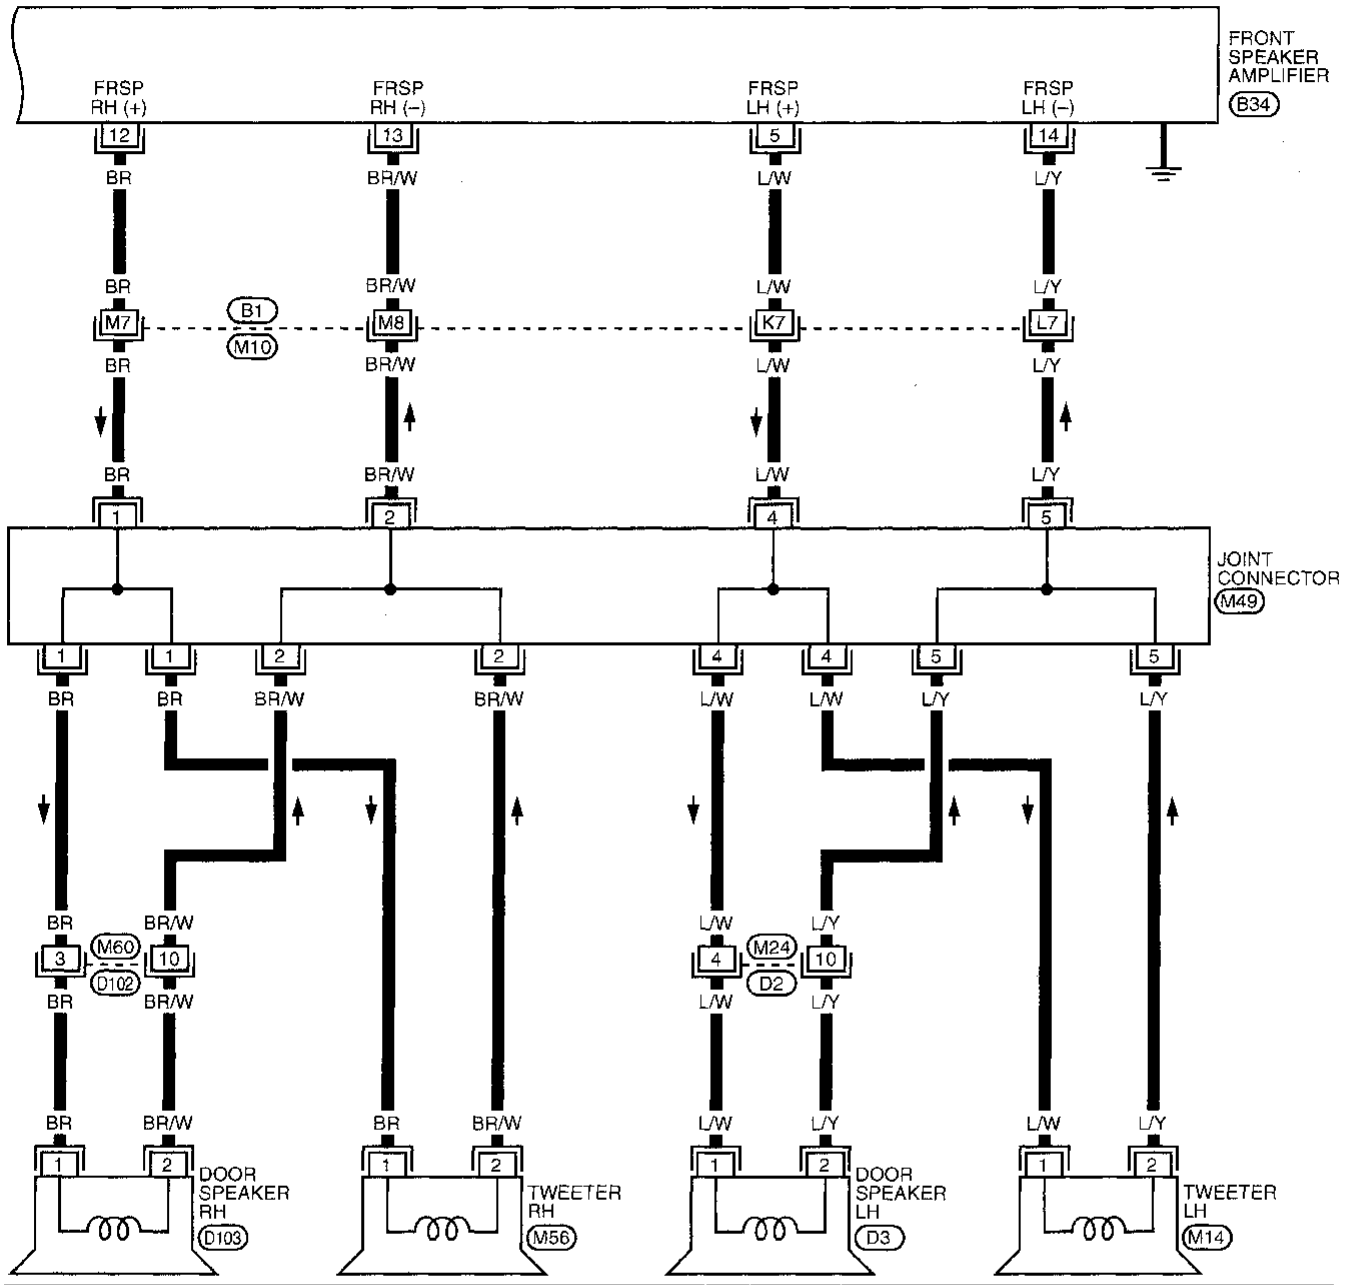 FRONT
SPEAKER
AMPLIFIER
B34
FRSP
RH (+)
FRSP
RH (–)
FRSP
LH (+)
FRSP
LH (–)
12
13
5
14
BR
BR/W
L/W
L/Y
BR
BR/W
L/W
L/Y
M7
B1
M10
M8
K7
L7
BR
BR/W
L/W
L/Y
BR
BR/W
L/W
L/Y
1
2
4
5
JOINT
CONNECTOR
M49
1
1
2
2
4
4
5
5
BR
BR
BR/W
BR/W
L/W
L/W
L/Y
L/Y
BR
BR/W
L/W
L/Y
3
M60
D102
10
4
M24
D2
10
BR
BR/W
L/W
L/Y
BR
BR/W
BR
BR/W
L/W
L/Y
L/W
L/Y
1
2
1
2
1
2
1
2
DOOR
SPEAKER
RH
D103
TWEETER
RH
M56
DOOR
SPEAKER
LH
D3
TWEETER
LH
M14